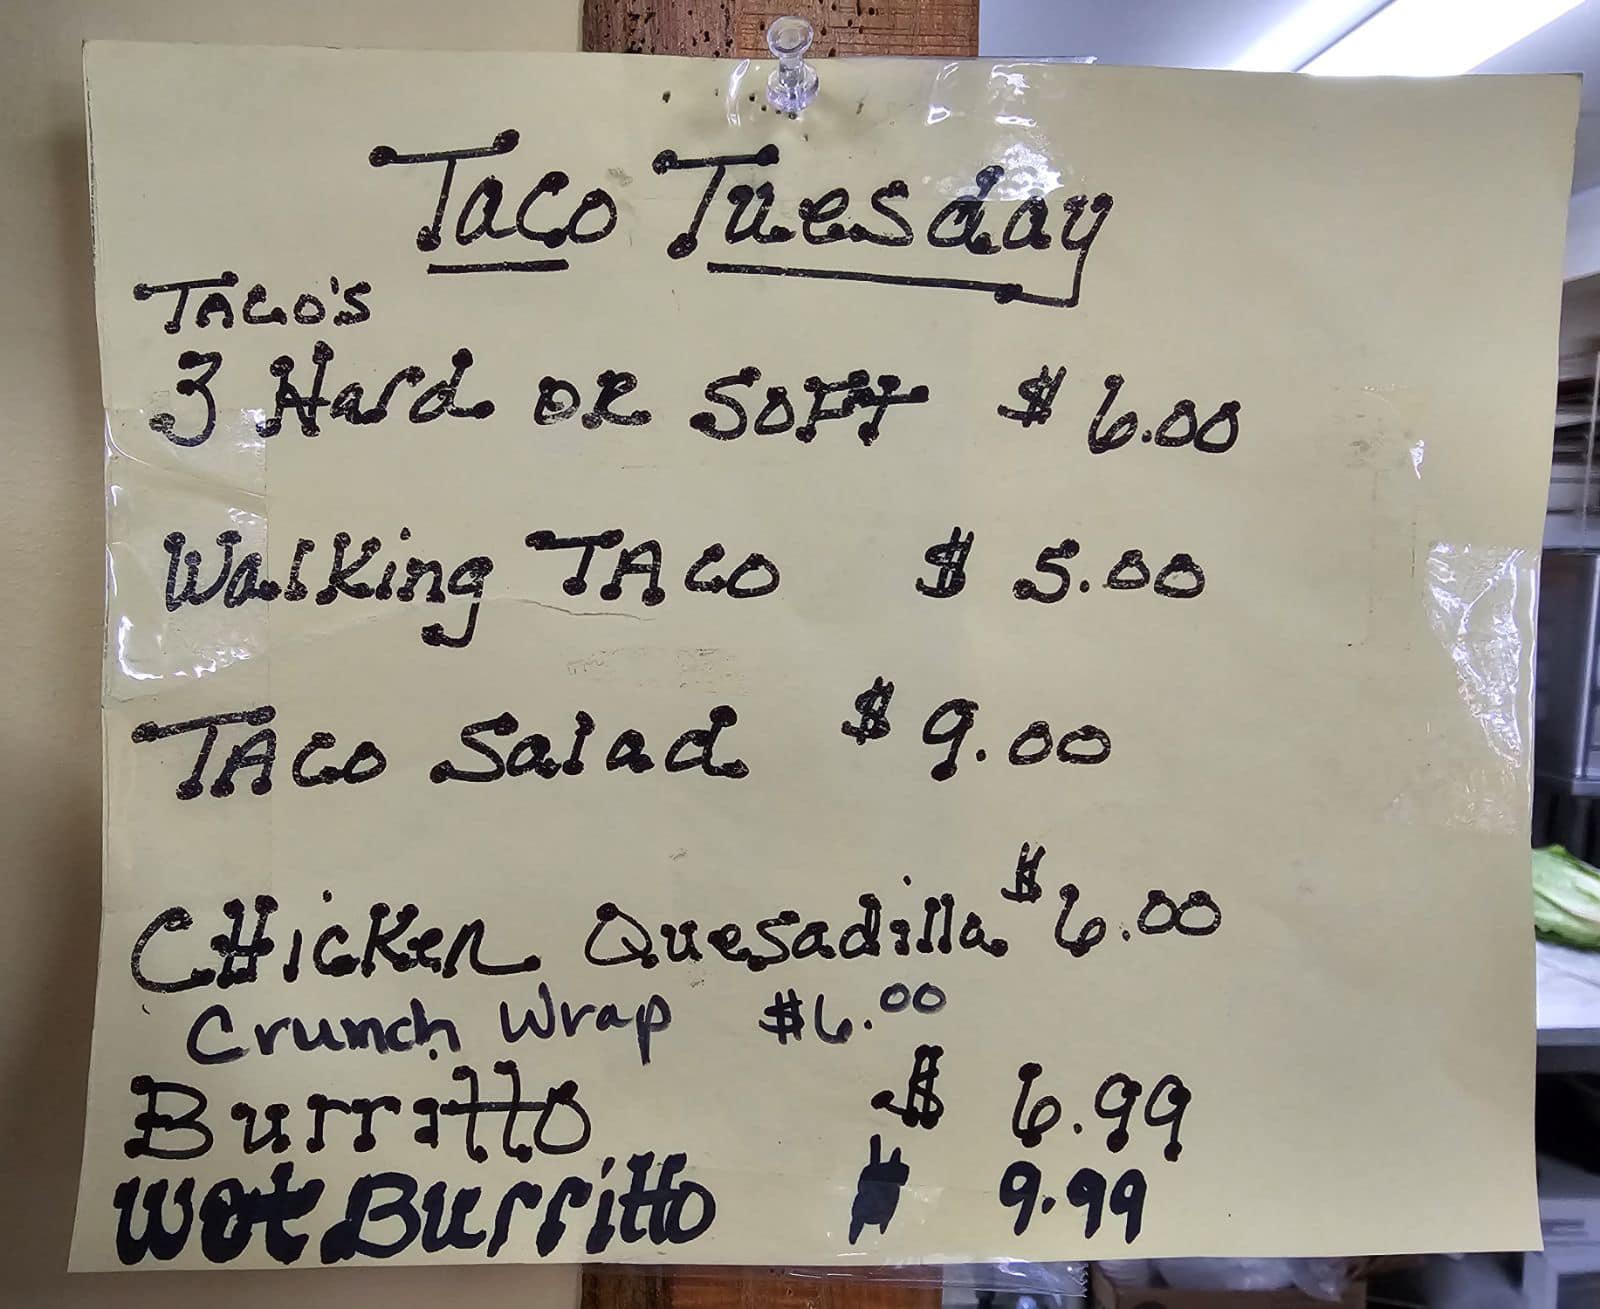 Taco Tuesday
TACO'S
3 Hard OR SOFT $ 6.00
Walking TACO $ 5.00
TACO Salad $ 9.00
CHicKen Quesadilla $6.00
Crunch Wrap $6.00
Burritto $ 6.99
Wet Burritto $ 9.99